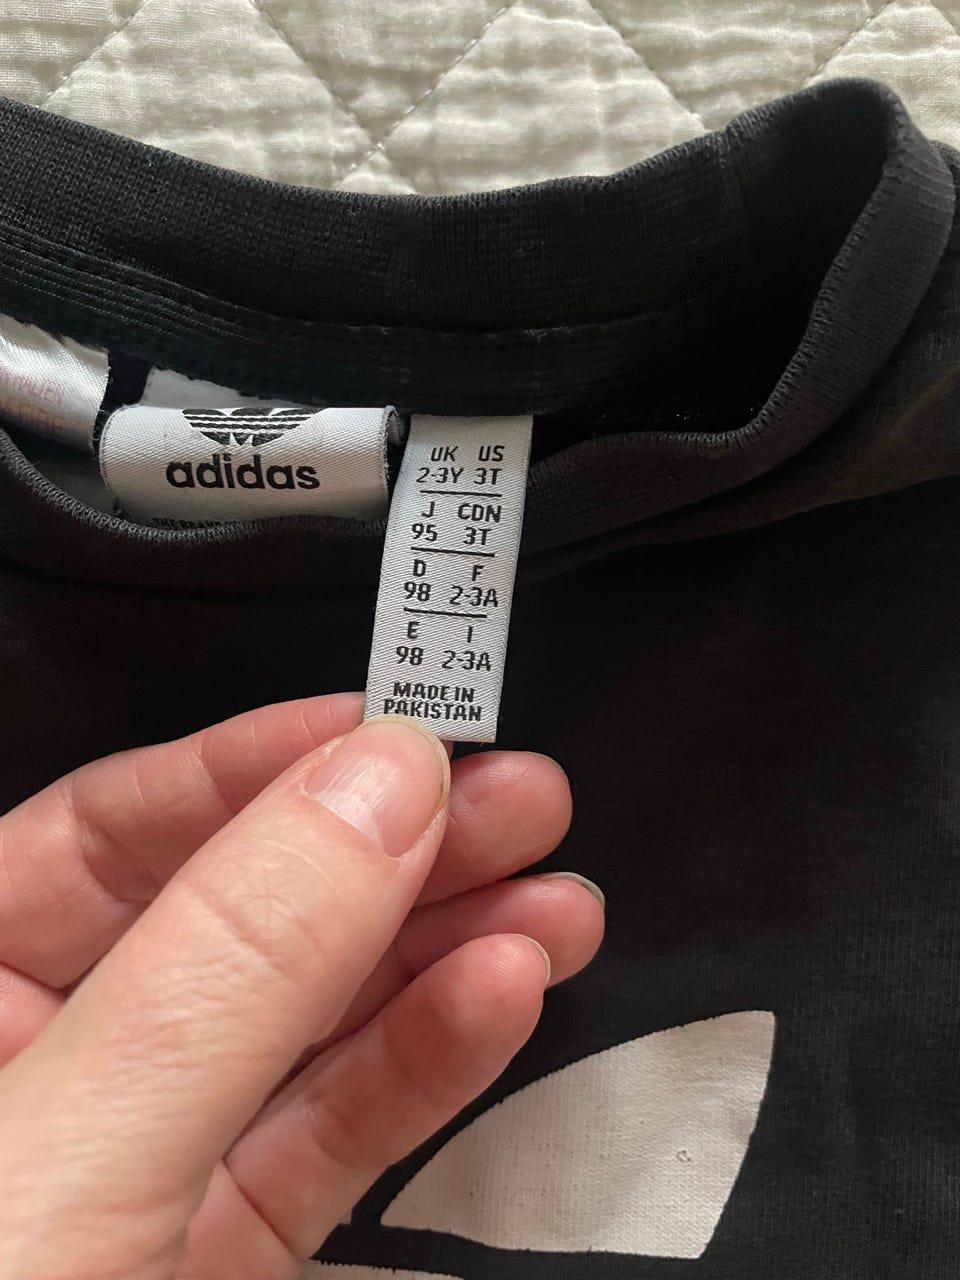 adidas
UK US
2-3Y 3T
J CDN
95 3T
D F
98 2-3A
E I
98 2-3A
MADE IN
PAKISTAN